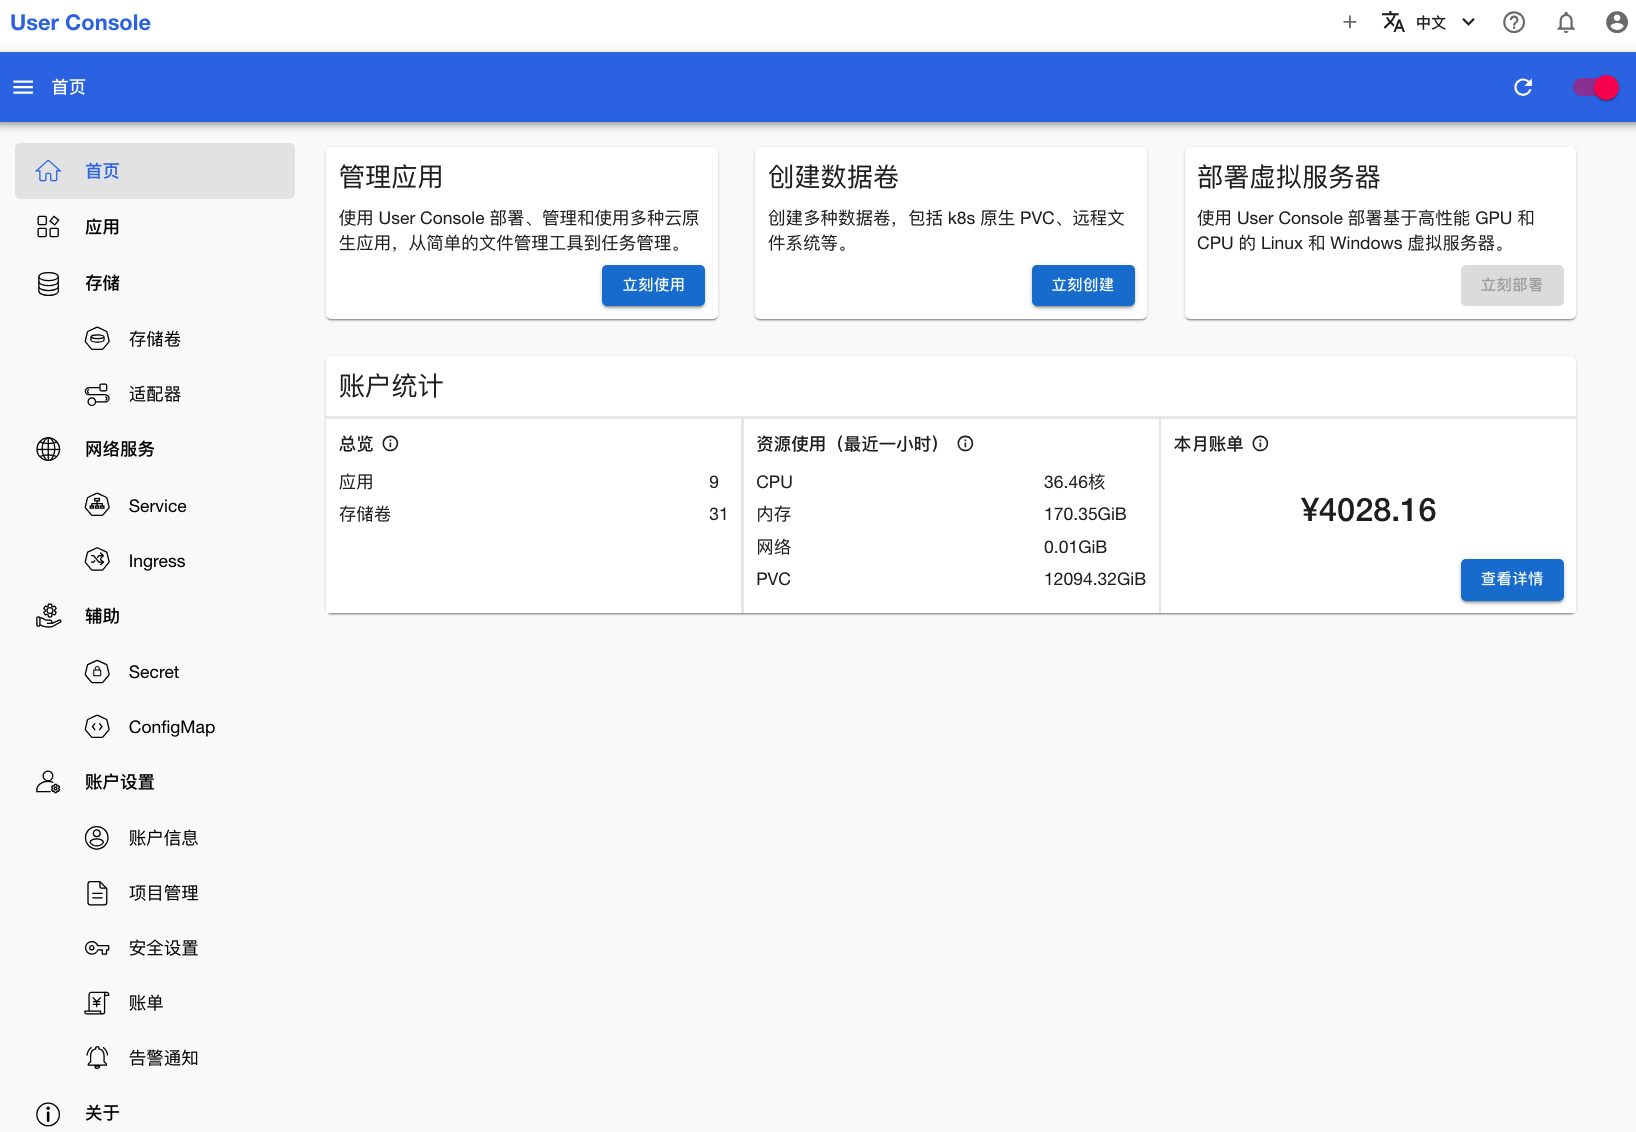 User Console
中文
首页
首页
应用
存储
存储卷
适配器
网络服务
Service
Ingress
辅助
Secret
ConfigMap
账户设置
账户信息
项目管理
安全设置
账单
告警通知
关于
管理应用
使用 User Console 部署、管理和使用多种云原
生应用，从简单的文件管理工具到任务管理。
立刻使用
创建数据卷
创建多种数据卷，包括 k8s 原生 PVC、远程文
件系统等。
立刻创建
部署虚拟服务器
使用 User Console 部署基于高性能 GPU 和
CPU 的 Linux 和 Windows 虚拟服务器。
立刻部署
账户统计
总览
应用 9
存储卷 31
资源使用（最近一小时）
CPU 36.46核
内存 170.35GiB
网络 0.01GiB
PVC 12094.32GiB
本月账单
¥4028.16
查看详情